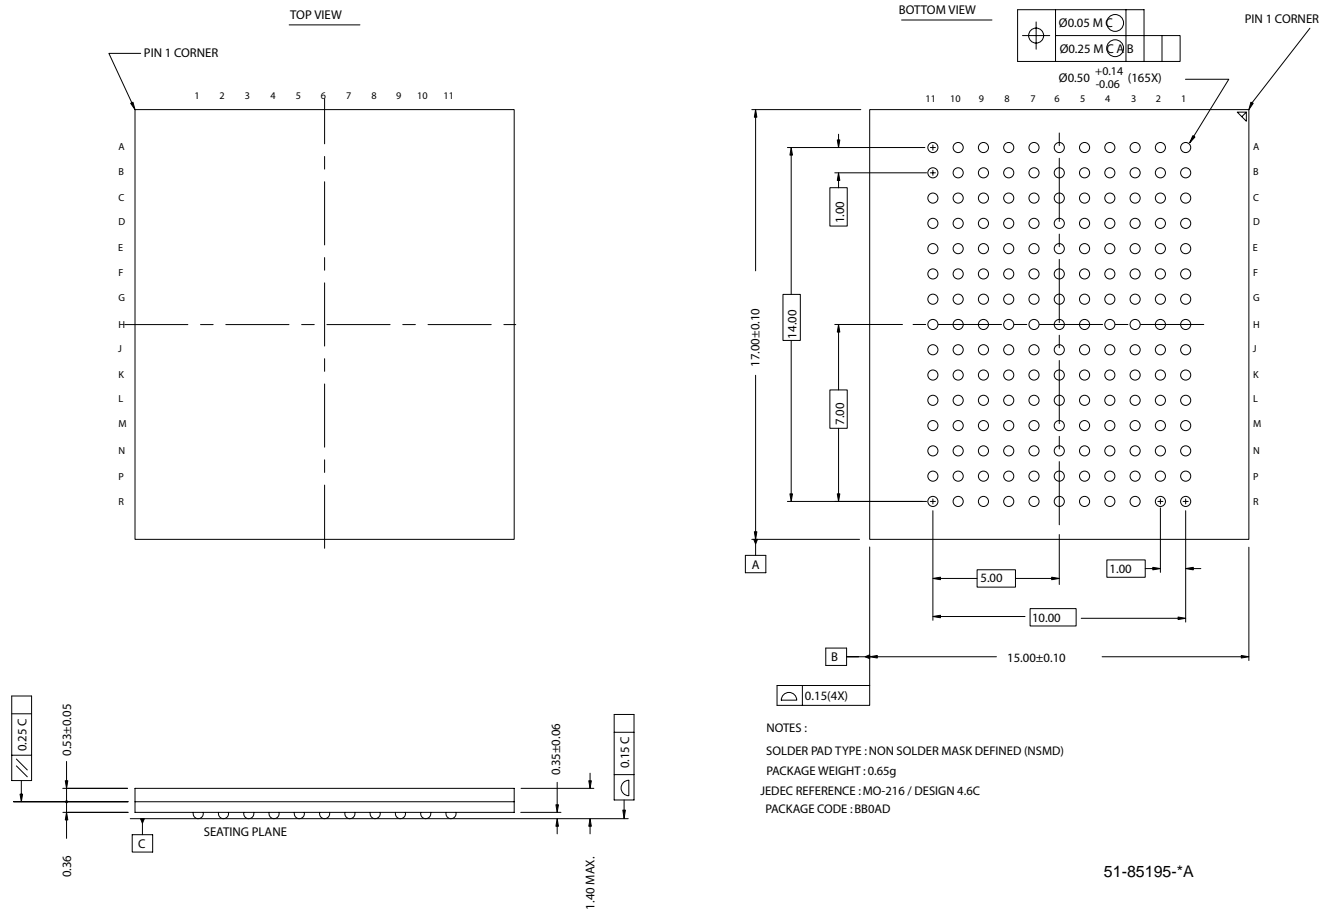 TOP VIEW
PIN 1 CORNER
1 2 3 4 5 6 7 8 9 10 11
A
B
C
D
E
F
G
H
J
K
L
M
N
P
R
BOTTOM VIEW
PIN 1 CORNER
Ø0.05 M C
Ø0.25 M C A B
Ø0.50 +0.14 -0.06 (165X)
11 10 9 8 7 6 5 4 3 2 1
A
B
C
D
E
F
G
H
J
K
L
M
N
P
R
1.00
14.00
17.00±0.10
7.00
A
5.00
1.00
10.00
B
15.00±0.10
0.15(4X)
0.25 C
0.53±0.05
0.35±0.06
0.15 C
SEATING PLANE
C
0.36
1.40 MAX.
NOTES :
SOLDER PAD TYPE : NON SOLDER MASK DEFINED (NSMD)
PACKAGE WEIGHT : 0.65g
JEDEC REFERENCE : MO-216 / DESIGN 4.6C
PACKAGE CODE : BB0AD
51-85195-*A